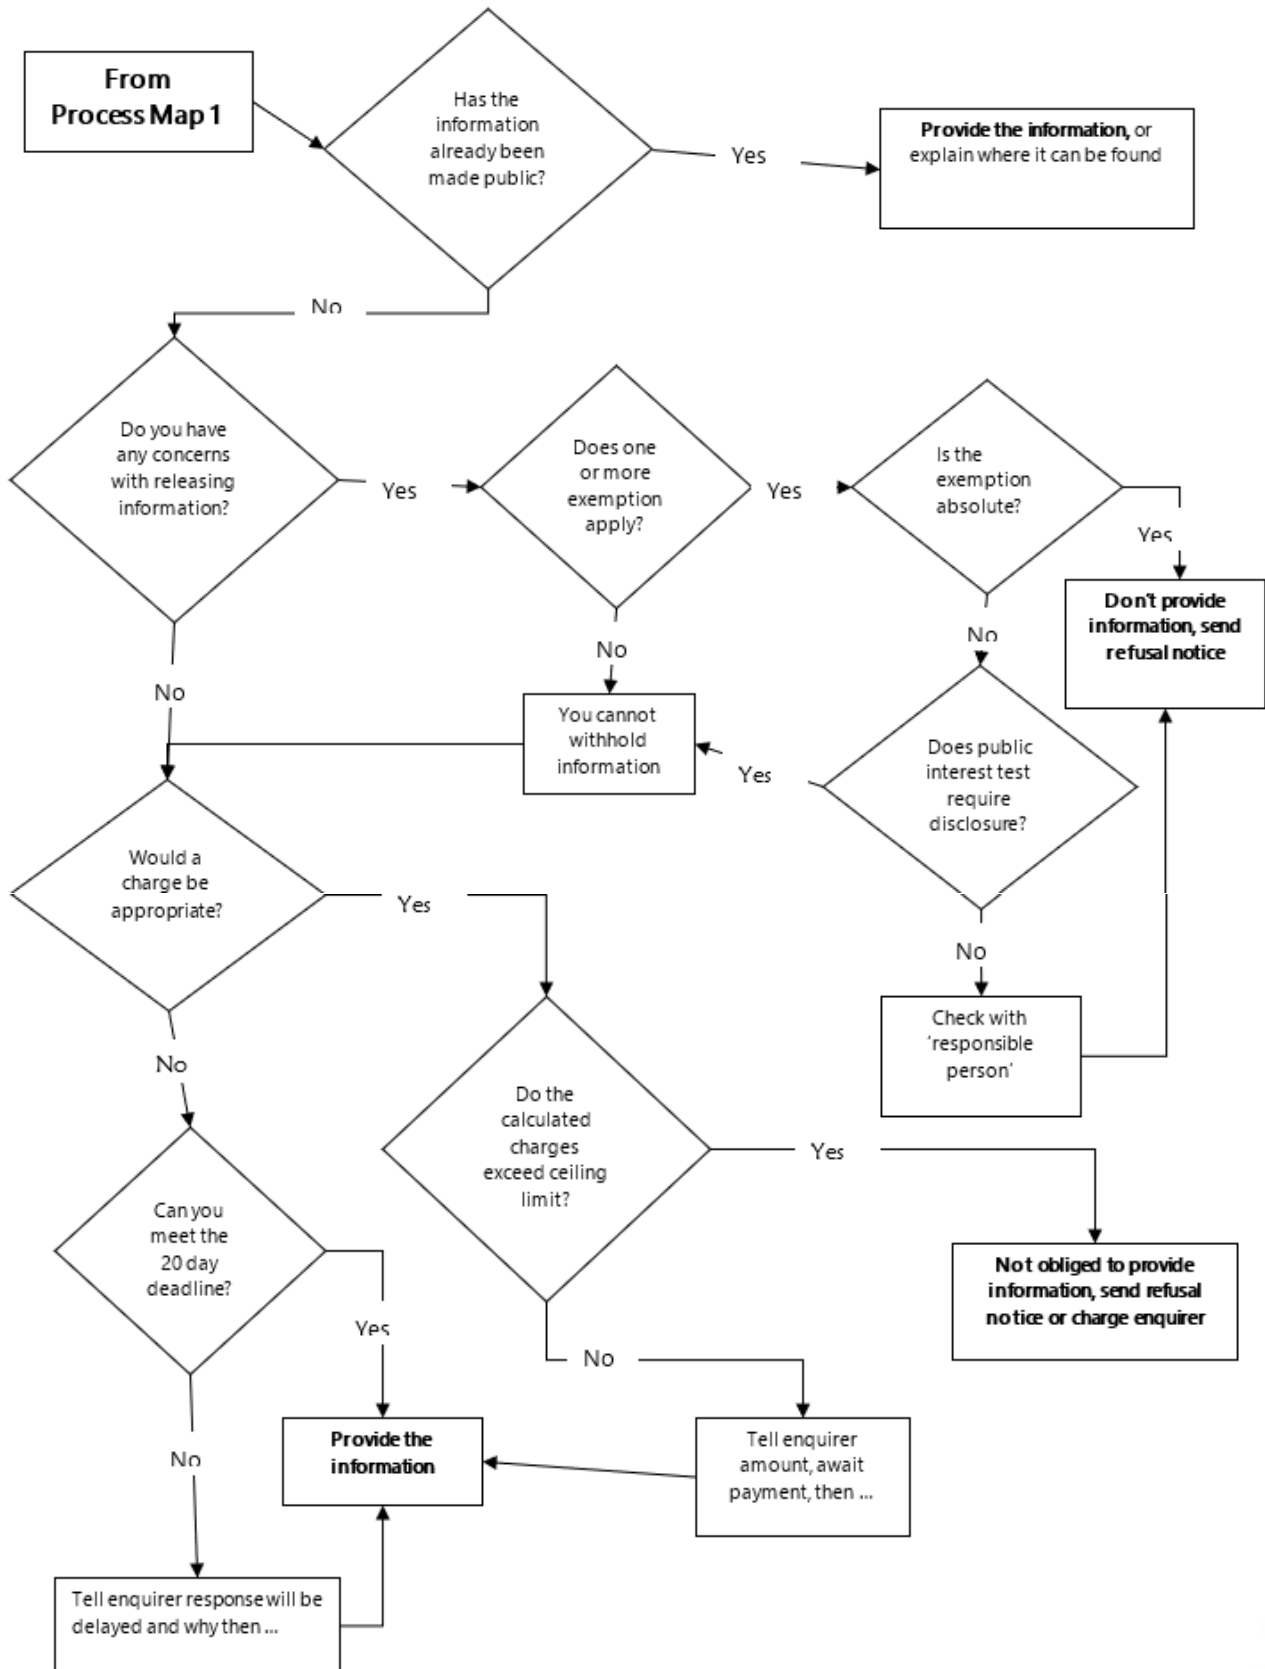 From
Process Map 1
Has the
information
already been
made public?
Yes
Provide the information, or
explain where it can be found
No
Do you have
any concerns
with releasing
information?
Yes
Does one
or more
exemption
apply?
Yes
Is the
exemption
absolute?
Yes
Don't provide
information, send
refusal notice
No
No
No
You cannot
withhold
information
Yes
Does public
interest test
require
disclosure?
Would a
charge be
appropriate?
Yes
No
Check with
'responsible
person'
No
Do the
calculated
charges
exceed ceiling
limit?
Yes
Can you
meet the
20 day
deadline?
Not obliged to provide
information, send refusal
notice or charge enquirer
Yes
No
Provide the
information
Tell enquirer
amount, await
payment, then ...
No
Tell enquirer response will be
delayed and why then ...